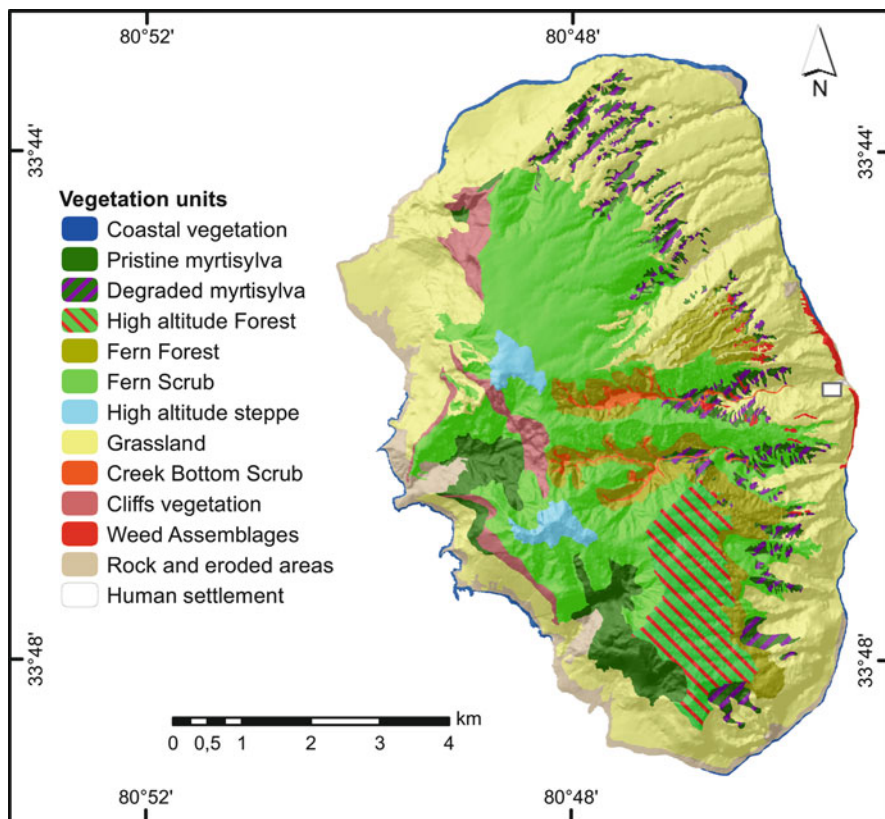 80°52'
80°48'
N
33°44'
33°44'
Vegetation units
Coastal vegetation
Pristine myrtisylva
Degraded myrtisylva
High altitude Forest
Fern Forest
Fern Scrub
High altitude steppe
Grassland
Creek Bottom Scrub
Cliffs vegetation
Weed Assemblages
Rock and eroded areas
Human settlement
33°48'
33°48'
km
0 0,5 1 2 3 4
80°52'
80°48'